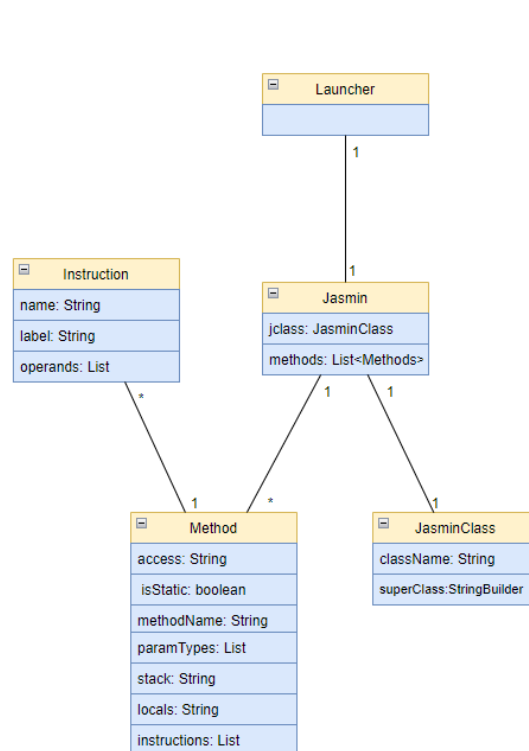 Launcher
1
1
Instruction
name: String
label: String
operands: List
Jasmin
jclass: JasminClass
methods: List<Methods>
*
1
1
1
*
1
Method
access: String
isStatic: boolean
methodName: String
paramTypes: List
stack: String
locals: String
instructions: List
JasminClass
className: String
superClass:StringBuilder